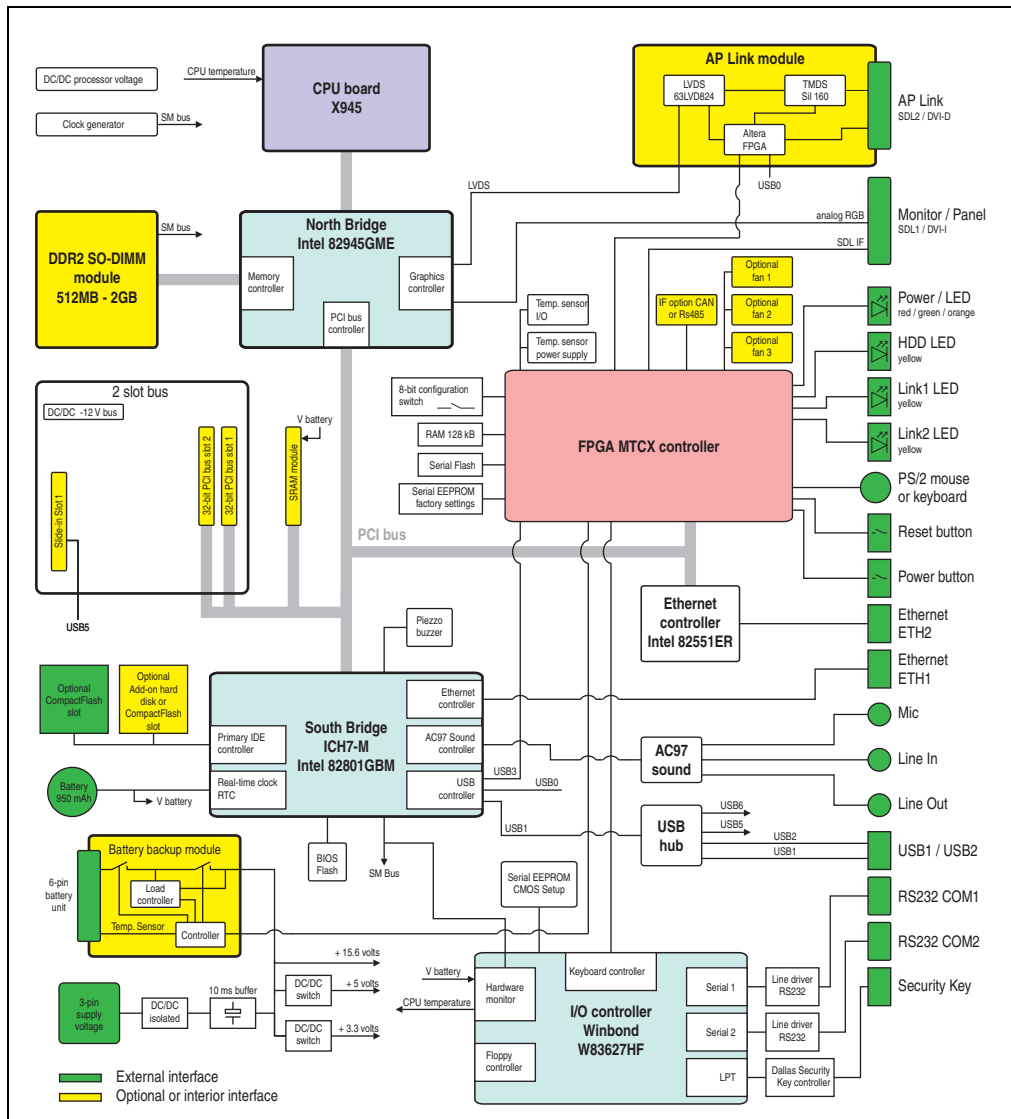 DC/DC processor voltage
CPU temperature
Clock generator
SM bus
CPU board
X945
AP Link module
LVDS
63LVD824
TMDS
Sil 160
Altera
FPGA
USB0
AP Link
SDL2 / DVI-D
LVDS
DDR2 SO-DIMM
module
512MB - 2GB
SM bus
North Bridge
Intel 82945GME
Memory
controller
Graphics
controller
PCI bus
controller
analog RGB
SDL IF
Monitor / Panel
SDL1 / DVI-I
Temp. sensor
I/O
Temp. sensor
power supply
IF option CAN
or Rs485
Optional
fan 1
Optional
fan 2
Optional
fan 3
Power / LED
red / green / orange
HDD LED
yellow
Link1 LED
yellow
Link2 LED
yellow
2 slot bus
DC/DC -12 V bus
V battery
32-bit PCI bus slot 2
32-bit PCI bus slot 1
SRAM module
Slide-in Slot 1
USB5
8-bit configuration
switch
RAM 128 kB
Serial Flash
Serial EEPROM
factory settings
FPGA MTCX controller
PCI bus
PS/2 mouse
or keyboard
Reset button
Power button
Ethernet
controller
Intel 82551ER
Ethernet
ETH2
Ethernet
ETH1
Piezzo
buzzer
Optional
CompactFlash
slot
Optional
Add-on hard
disk or
CompactFlash
slot
South Bridge
ICH7-M
Intel 82801GBM
Ethernet
controller
Primary IDE
controller
AC97 Sound
controller
Real-time clock
RTC
USB
controller
Battery
950 mAh
V battery
USB3
USB0
USB1
AC97
sound
Mic
Line In
Line Out
USB
hub
USB6
USB5
USB2
USB1
USB1 / USB2
BIOS
Flash
SM Bus
Battery backup module
6-pin
battery
unit
Load
controller
Temp. Sensor
Controller
Serial EEPROM
CMOS Setup
RS232 COM1
RS232 COM2
Security Key
+ 15.6 volts
3-pin
supply
voltage
DC/DC
isolated
10 ms buffer
DC/DC
switch
+ 5 volts
DC/DC
switch
+ 3.3 volts
V battery
CPU temperature
Hardware
monitor
Keyboard controller
I/O controller
Winbond
W83627HF
Floppy
controller
Serial 1
Serial 2
LPT
Line driver
RS232
Line driver
RS232
Dallas Security
Key controller
External interface
Optional or interior interface